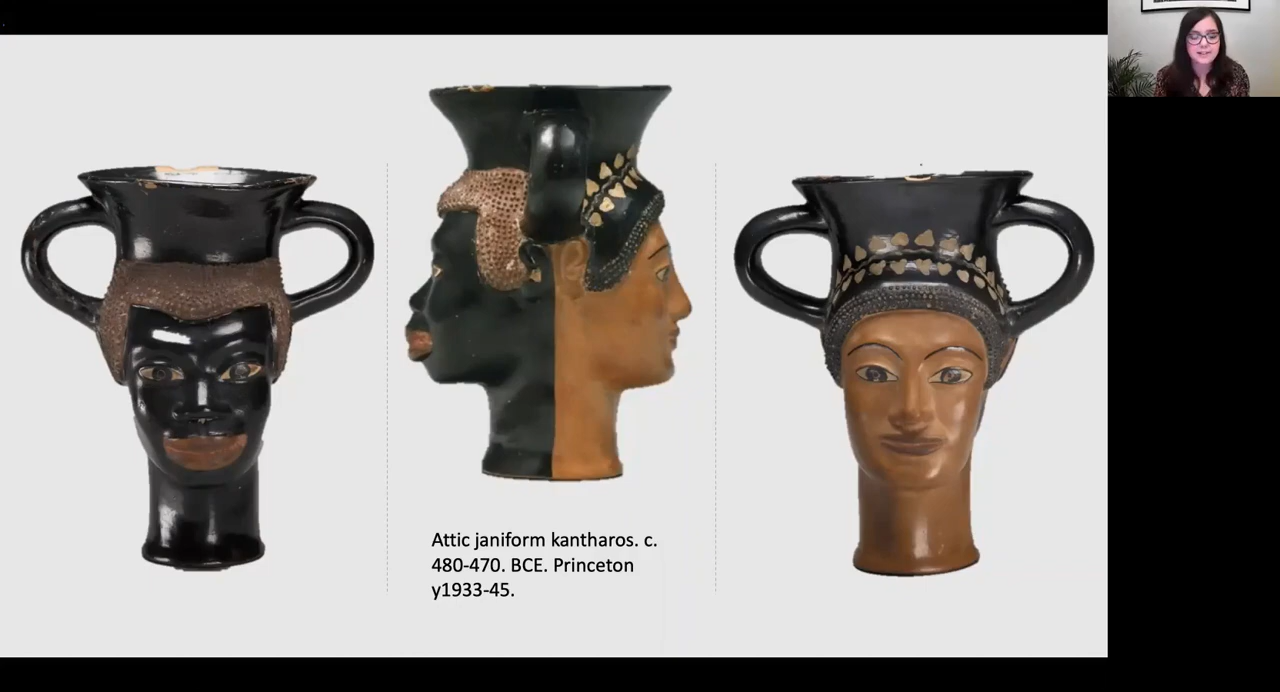 Attic janiform kantharos. c.
480-470. BCE. Princeton
y1933-45.